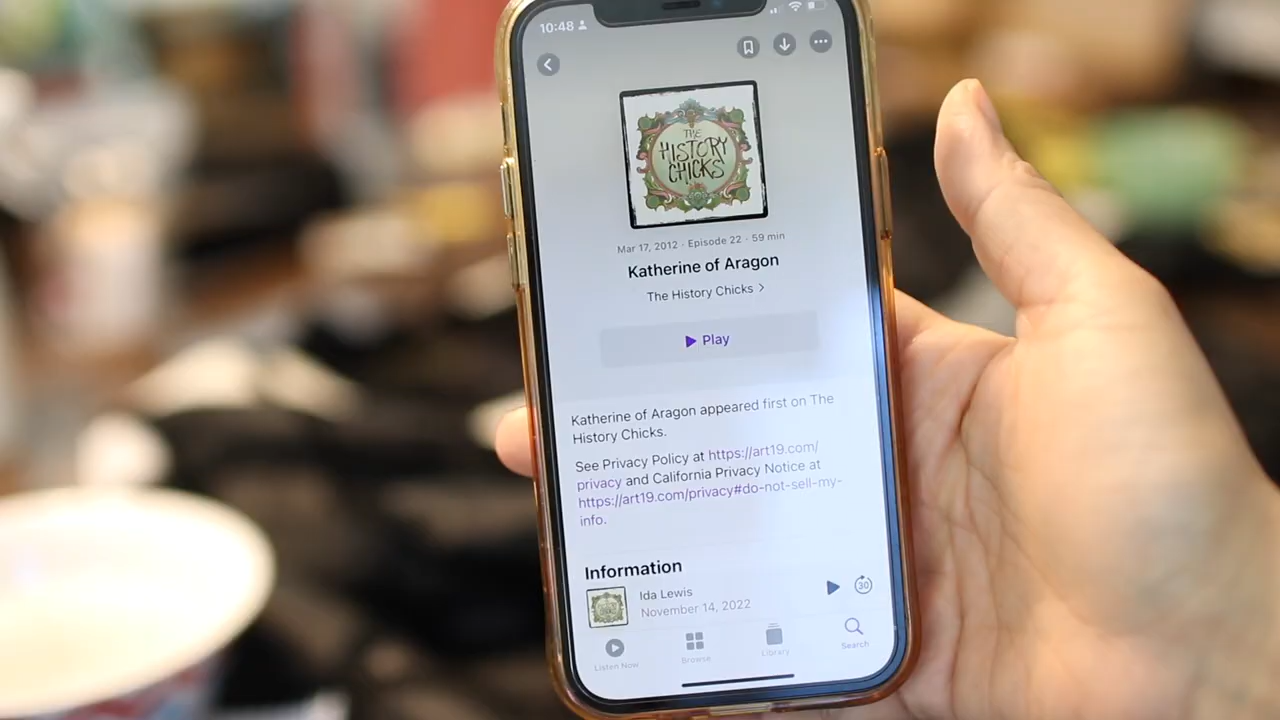 10:48
THE
HISTORY
CHICKS
Mar 17, 2012 · Episode 22 · 59 min
Katherine of Aragon
The History Chicks >
Play
Katherine of Aragon appeared first on The
History Chicks.
See Privacy Policy at https://art19.com/
privacy and California Privacy Notice at
https://art19.com/privacy#do-not-sell-my-
info.
Information
Ida Lewis
November 14, 2022
30
Listen Now
Browse
Library
Search